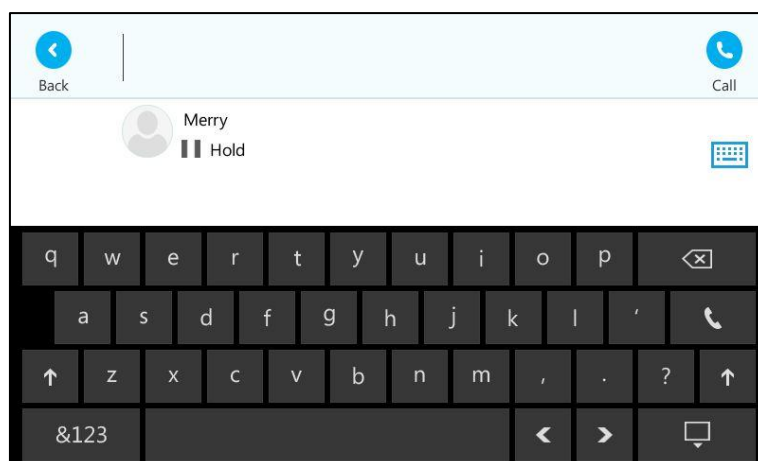 Back
Call
Merry
Hold
q w e r t y u i o p
a s d f g h j k l ‘
z x c v b n m , . ?
&123